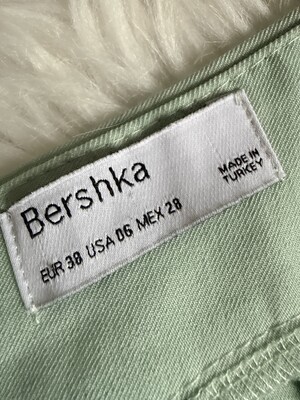 Bershka
EUR 38 USA 06 MEX 28
MADE IN
TURKEY